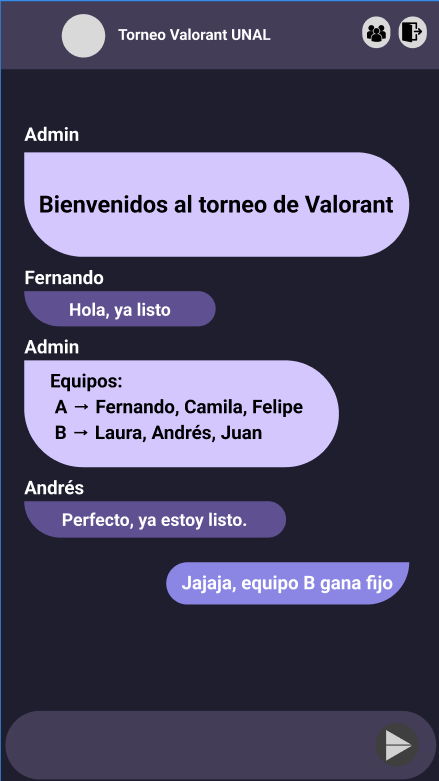 Torneo Valorant UNAL
Admin
Bienvenidos al torneo de Valorant
Fernando
Hola, ya listo
Admin
Equipos:
A → Fernando, Camila, Felipe
B → Laura, Andrés, Juan
Andrés
Perfecto, ya estoy listo.
Jajaja, equipo B gana fijo